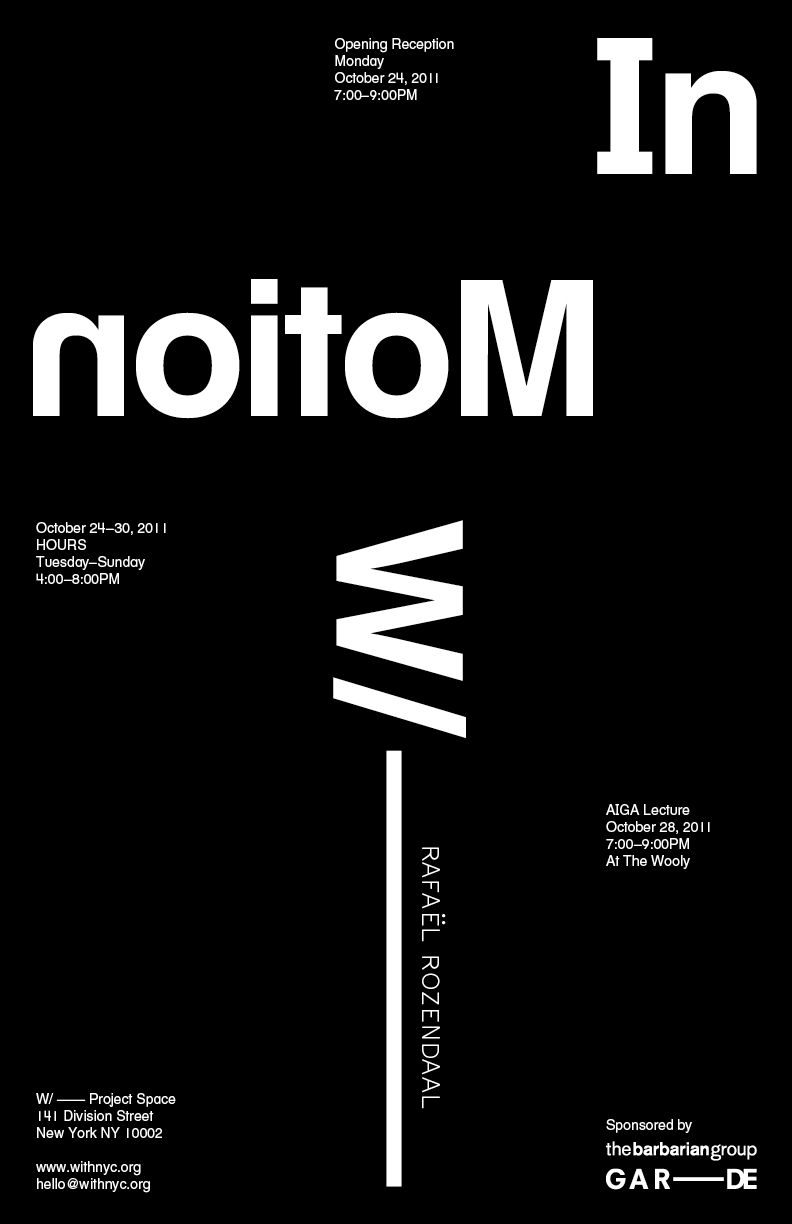 Opening Reception
Monday
October 24, 2011
7:00–9:00PM
In
Motion
October 24–30, 2011
HOURS
Tuesday–Sunday
4:00–8:00PM
W/
RAFAËL ROZENDAAL
AIGA Lecture
October 28, 2011
7:00–9:00PM
At The Wooly
W/ —— Project Space
141 Division Street
New York NY 10002
www.withnyc.org
hello@withnyc.org
Sponsored by
thebarbariangroup
GAR——DE